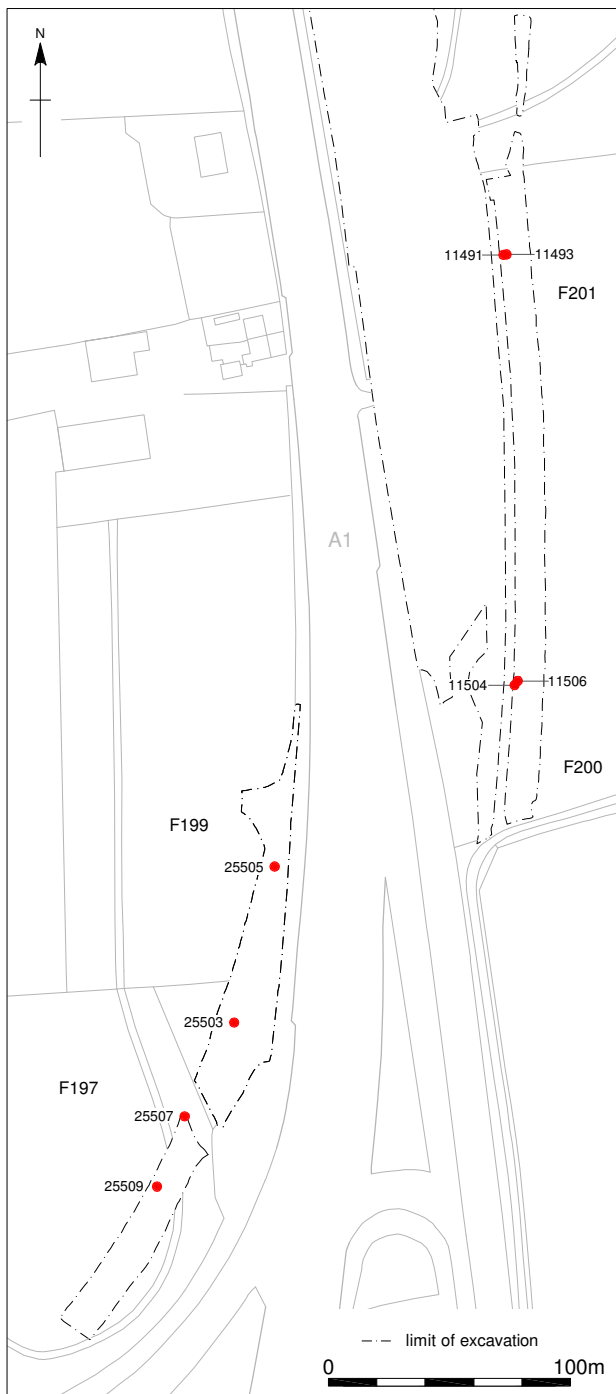 N
11491
11493
F201
A1
11504
11506
F200
F199
25505
25503
F197
25507
25509
limit of excavation
0
100m